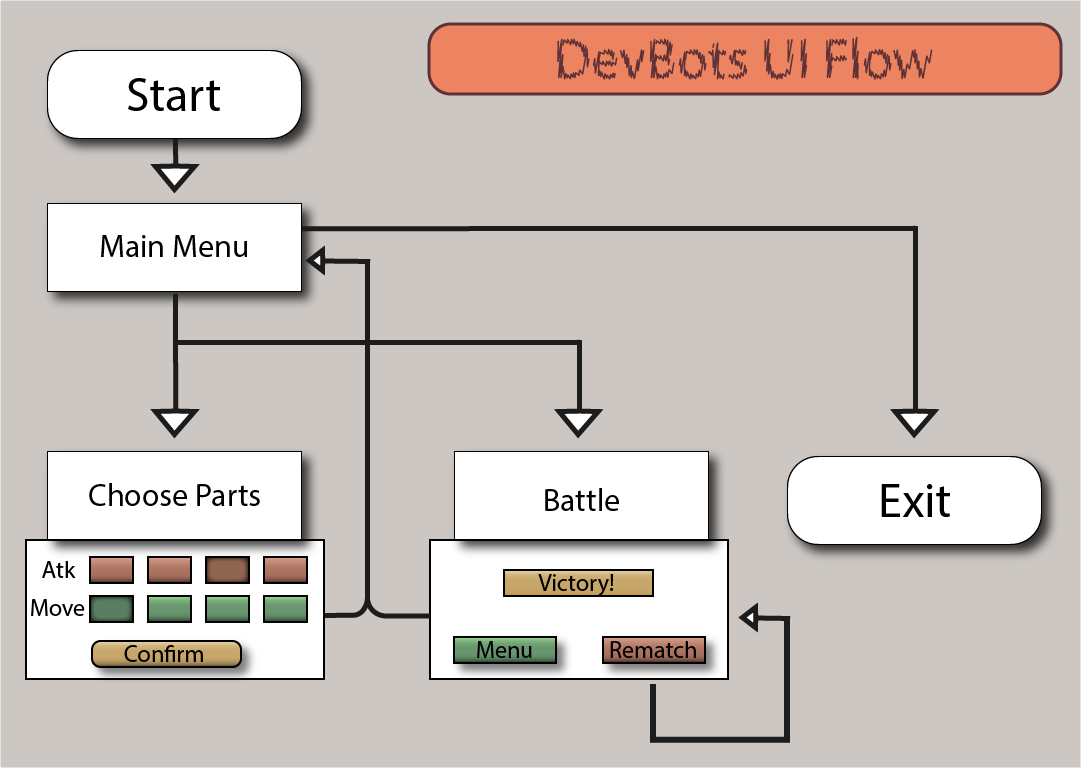 DevBots UI Flow
Start
Main Menu
Choose Parts
Battle
Exit
Atk
Move
Confirm
Victory!
Menu
Rematch